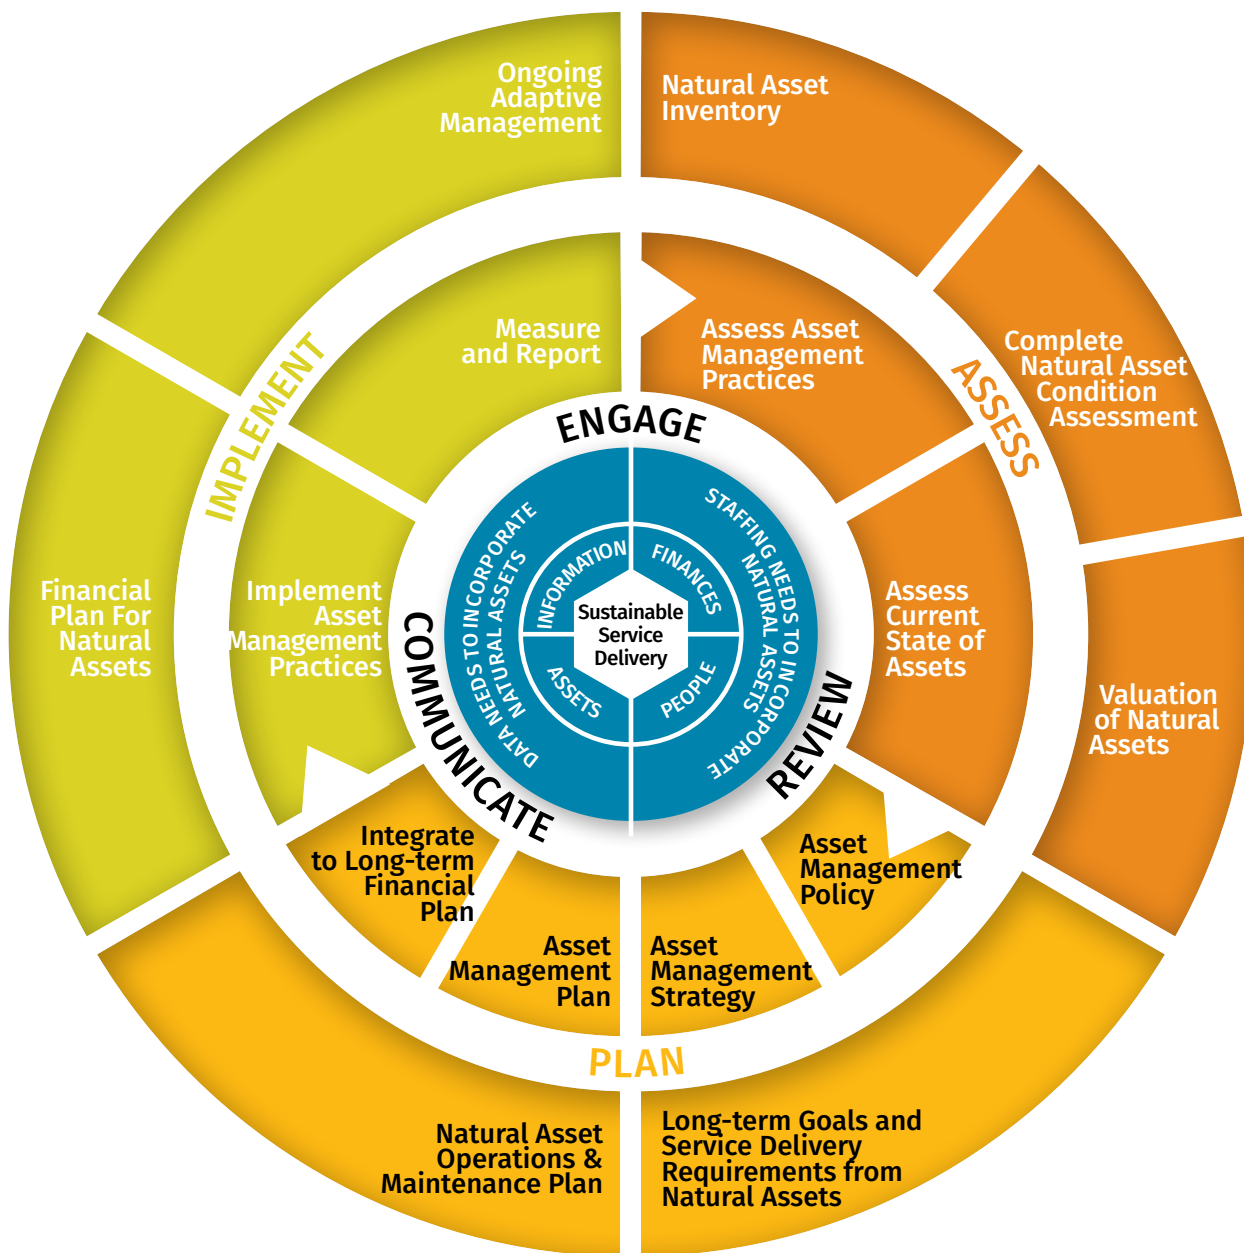 Ongoing
Adaptive
Management
Natural Asset
Inventory
Complete
Natural Asset
Condition
Assessment
Valuation
of Natural
Assets
Long-term Goals and
Service Delivery
Requirements from
Natural Assets
Natural Asset
Operations &
Maintenance Plan
Financial
Plan For
Natural
Assets
IMPLEMENT
ASSESS
PLAN
Measure
and Report
Assess Asset
Management
Practices
Assess
Current
State of
Assets
Asset
Management
Policy
Asset
Management
Strategy
Asset
Management
Plan
Integrate
to Long-term
Financial
Plan
Implement
Asset
Management
Practices
ENGAGE
REVIEW
COMMUNICATE
DATA NEEDS TO INCORPORATE
NATURAL ASSETS
STAFFING NEEDS TO INCORPORATE
NATURAL ASSETS
INFORMATION
FINANCES
PEOPLE
ASSETS
Sustainable
Service
Delivery